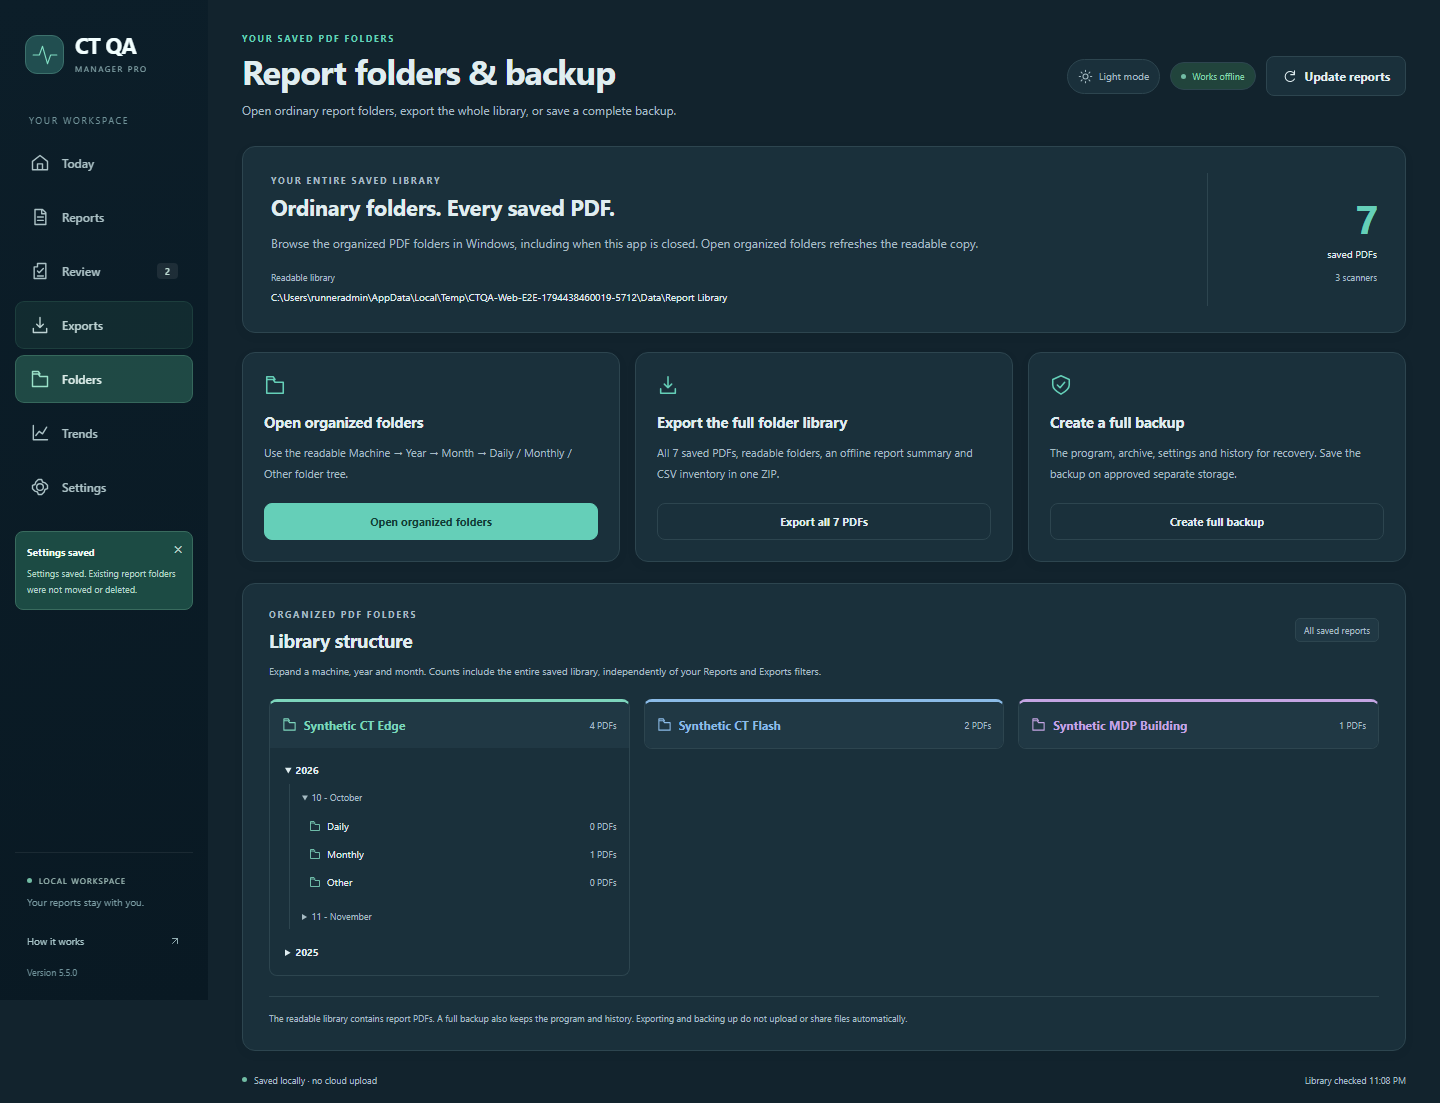 CT QA
MANAGER PRO
YOUR WORKSPACE
Today
Reports
Review 2
Exports
Folders
Trends
Settings
Settings saved
Settings saved. Existing report folders
were not moved or deleted.
LOCAL WORKSPACE
Your reports stay with you.
How it works
Version 5.5.0
YOUR SAVED PDF FOLDERS
Report folders & backup
Open ordinary report folders, export the whole library, or save a complete backup.
Light mode
Works offline
Update reports
YOUR ENTIRE SAVED LIBRARY
Ordinary folders. Every saved PDF.
Browse the organized PDF folders in Windows, including when this app is closed. Open organized folders refreshes the readable copy.
Readable library
C:\Users\runneradmin\AppData\Local\Temp\CTQA-Web-E2E-1794438460019-5712\Data\Report Library
7
saved PDFs
3 scanners
Open organized folders
Use the readable Machine → Year → Month → Daily / Monthly /
Other folder tree.
Open organized folders
Export the full folder library
All 7 saved PDFs, readable folders, an offline report summary and
CSV inventory in one ZIP.
Export all 7 PDFs
Create a full backup
The program, archive, settings and history for recovery. Save the
backup on approved separate storage.
Create full backup
ORGANIZED PDF FOLDERS
Library structure
All saved reports
Expand a machine, year and month. Counts include the entire saved library, independently of your Reports and Exports filters.
Synthetic CT Edge 4 PDFs
2026
10 - October
Daily 0 PDFs
Monthly 1 PDFs
Other 0 PDFs
11 - November
2025
Synthetic CT Flash 2 PDFs
Synthetic MDP Building 1 PDFs
The readable library contains report PDFs. A full backup also keeps the program and history. Exporting and backing up do not upload or share files automatically.
Saved locally · no cloud upload
Library checked 11:08 PM